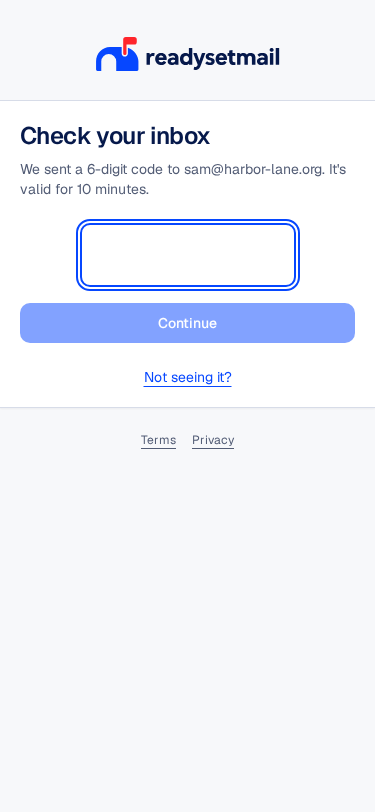 readysetmail
Check your inbox
We sent a 6-digit code to sam@harbor-lane.org. It's
valid for 10 minutes.
Continue
Not seeing it?
Terms Privacy